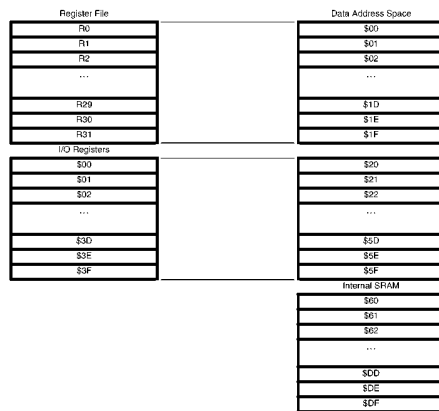 Register File
Data Address Space
R0
$00
R1
$01
R2
$02
...
...
R29
$1D
R30
$1E
R31
$1F
I/O Registers
$00
$20
$01
$21
$02
$22
...
...
$3D
$5D
$3E
$5E
$3F
$5F
Internal SRAM
$60
$61
$62
...
$DD
$DE
$DF